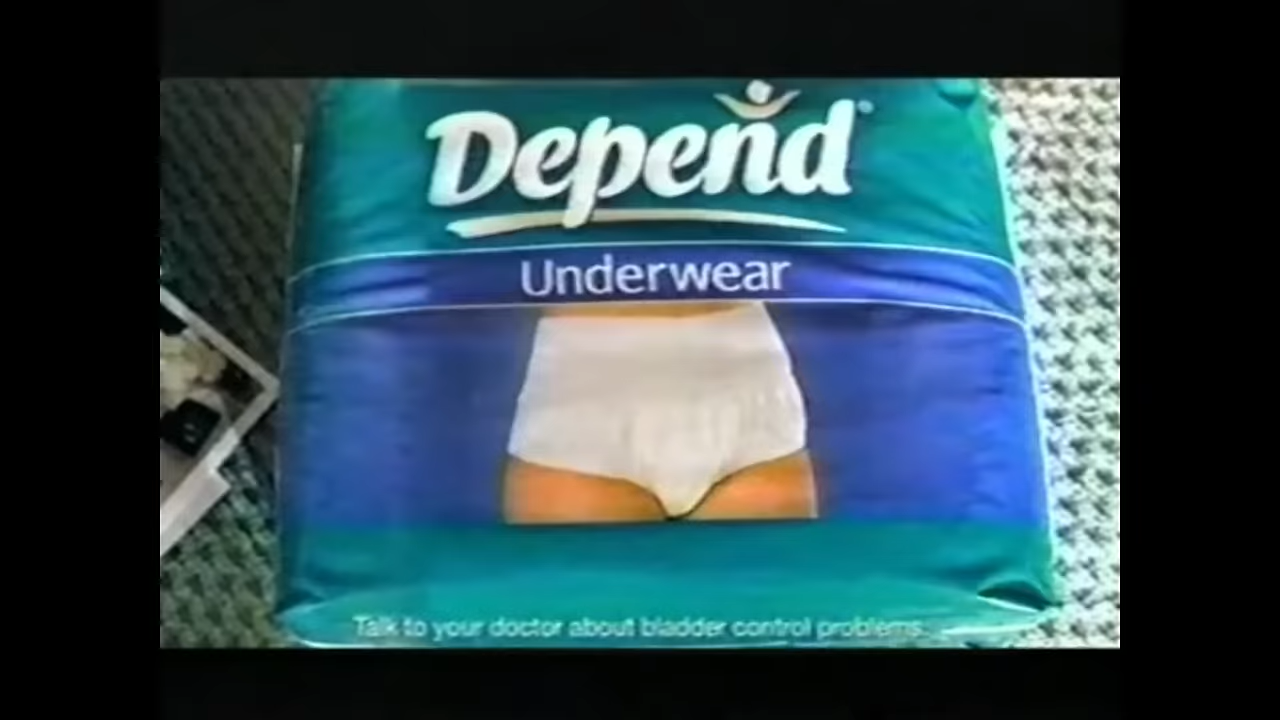 Depend®
Underwear
Talk to your doctor about bladder control problems.